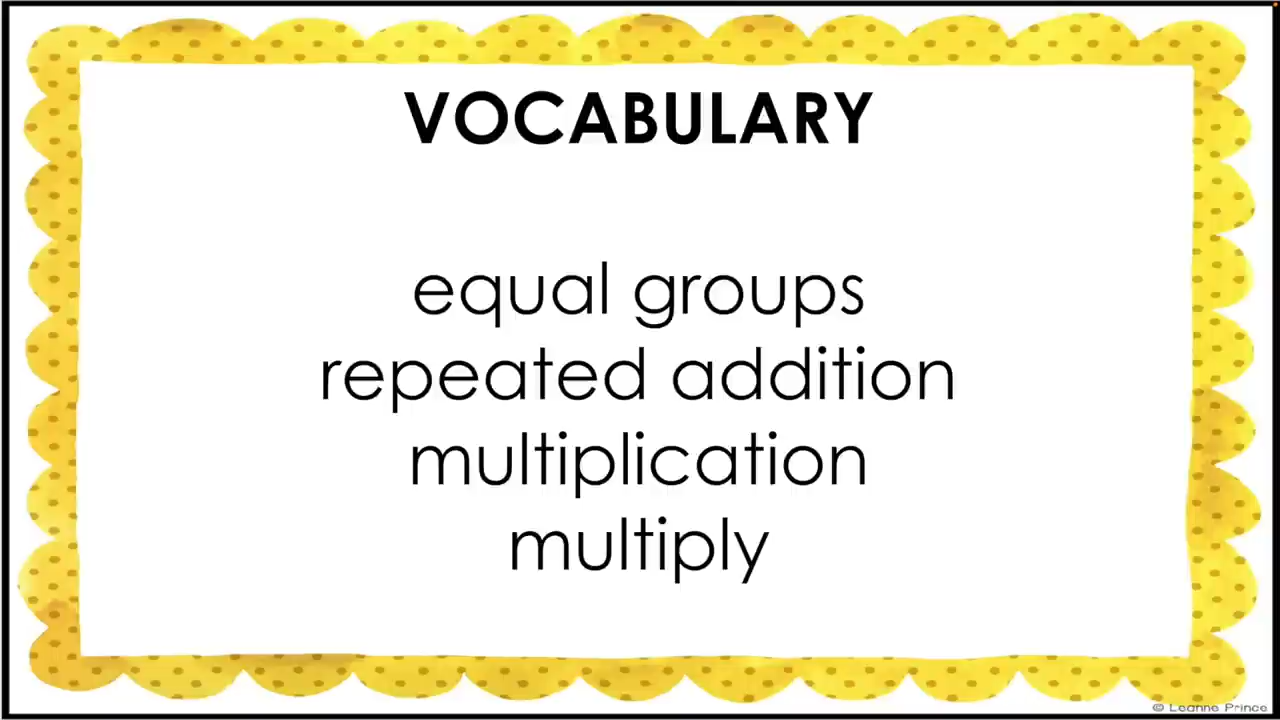 VOCABULARY
equal groups
repeated addition
multiplication
multiply
© Leanne Prince